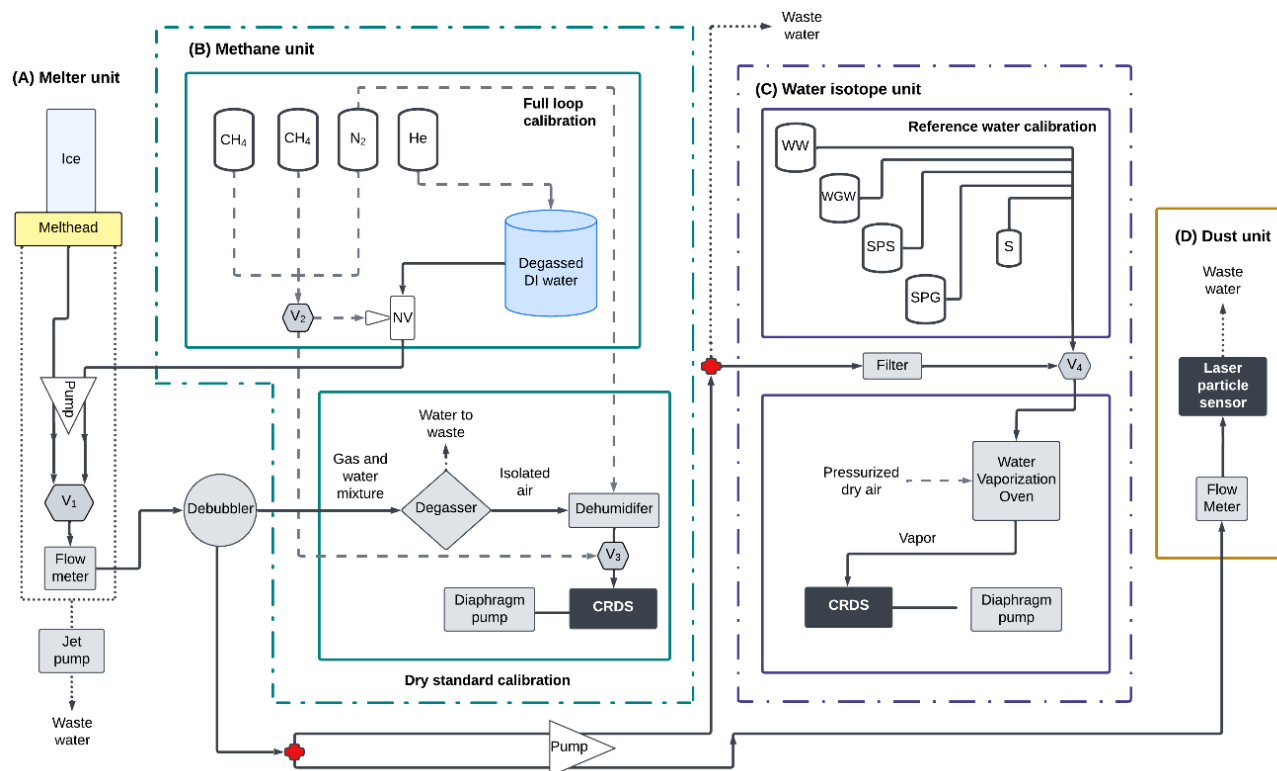 (A) Melter unit
Ice
Melthead
Pump
V1
Flow
meter
Jet
pump
Waste
water
(B) Methane unit
Full loop
calibration
CH4
CH4
N2
He
Degassed
DI water
V2
NV
Debubbler
Gas and
water
mixture
Water to
waste
Degasser
Isolated
air
Dehumidifer
V3
Diaphragm
pump
CRDS
Dry standard calibration
Pump
Waste
water
(C) Water isotope unit
Reference water calibration
WW
WGW
SPS
SPG
S
Filter
V4
Pressurized
dry air
Water
Vaporization
Oven
Vapor
CRDS
Diaphragm
pump
(D) Dust unit
Waste
water
Laser
particle
sensor
Flow
Meter